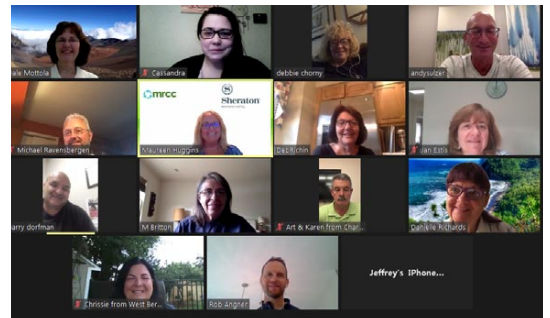 ale Mottola
Cassandra
debbie chorny
andysulzer
Michael Ravensbergen
mrcc
Sheraton
Maureen Huggins
Deb Richin
Jan Estis
arry dorfman
M Britton
Art & Karen from Char...
Danielle Richards
Chrissie from West Ber...
Rob Angner
Jeffrey's IPhone...